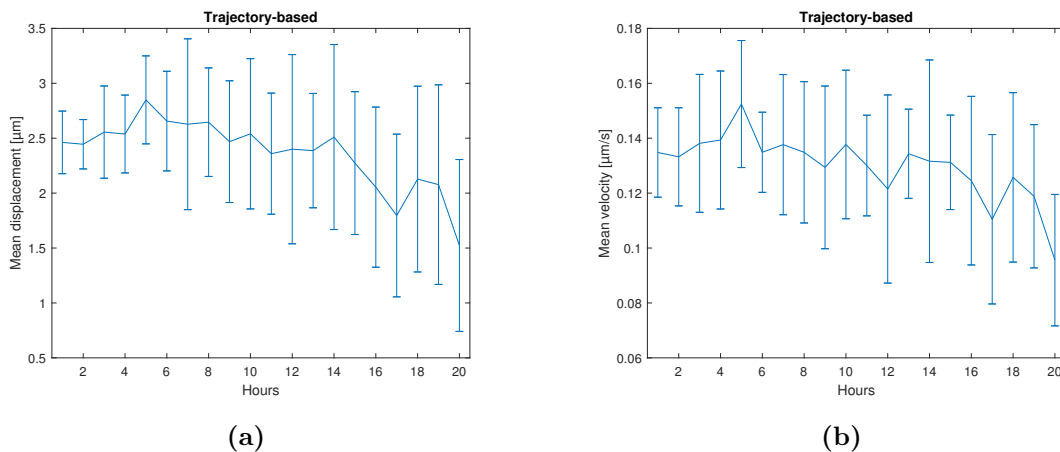 Trajectory-based
3.5
3
2.5
2
1.5
1
0.5
Mean displacement [µm]
2 4 6 8 10 12 14 16 18 20
Hours
(a)
Trajectory-based
0.18
0.16
0.14
0.12
0.1
0.08
0.06
Mean velocity [µm/s]
2 4 6 8 10 12 14 16 18 20
Hours
(b)